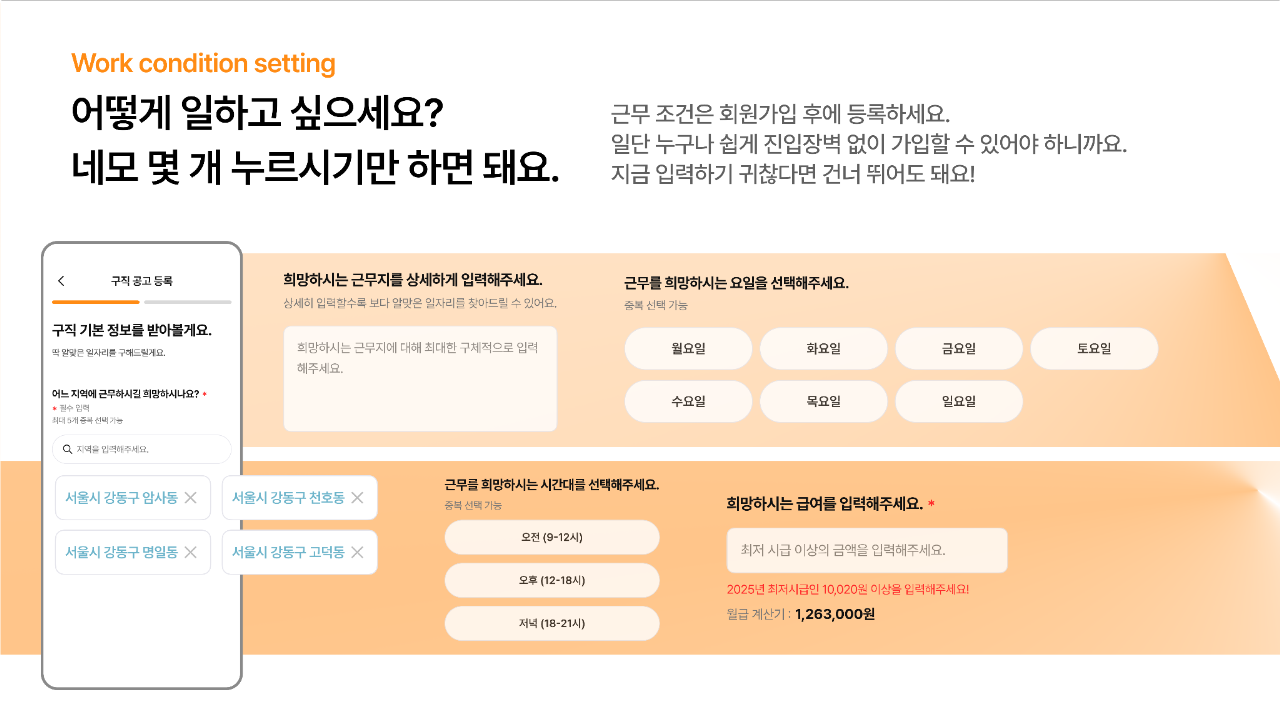 Work condition setting
어떻게 일하고 싶으세요?
네모 몇 개 누르시기만 하면 돼요.
근무 조건은 회원가입 후에 등록하세요.
일단 누구나 쉽게 진입장벽 없이 가입할 수 있어야 하니까요.
지금 입력하기 귀찮다면 건너 뛰어도 돼요!
구직 공고 등록
구직 기본 정보를 받아볼게요.
딱 알맞은 일자리를 구해드릴게요.
어느 지역에 근무하시길 희망하시나요? *
* 필수 입력
최대 5개 중복 선택 가능
지역을 입력해주세요.
서울시 강동구 암사동
서울시 강동구 천호동
서울시 강동구 명일동
서울시 강동구 고덕동
희망하시는 근무지를 상세하게 입력해주세요.
상세히 입력할수록 보다 알맞은 일자리를 찾아드릴 수 있어요.
희망하시는 근무지에 대해 최대한 구체적으로 입력
해주세요.
근무를 희망하시는 요일을 선택해주세요.
중복 선택 가능
월요일
화요일
금요일
토요일
수요일
목요일
일요일
근무를 희망하시는 시간대를 선택해주세요.
중복 선택 가능
오전 (9-12시)
오후 (12-18시)
저녁 (18-21시)
희망하시는 급여를 입력해주세요. *
최저 시급 이상의 금액을 입력해주세요.
2025년 최저시급인 10,020원 이상을 입력해주세요!
월급 계산기 : 1,263,000원